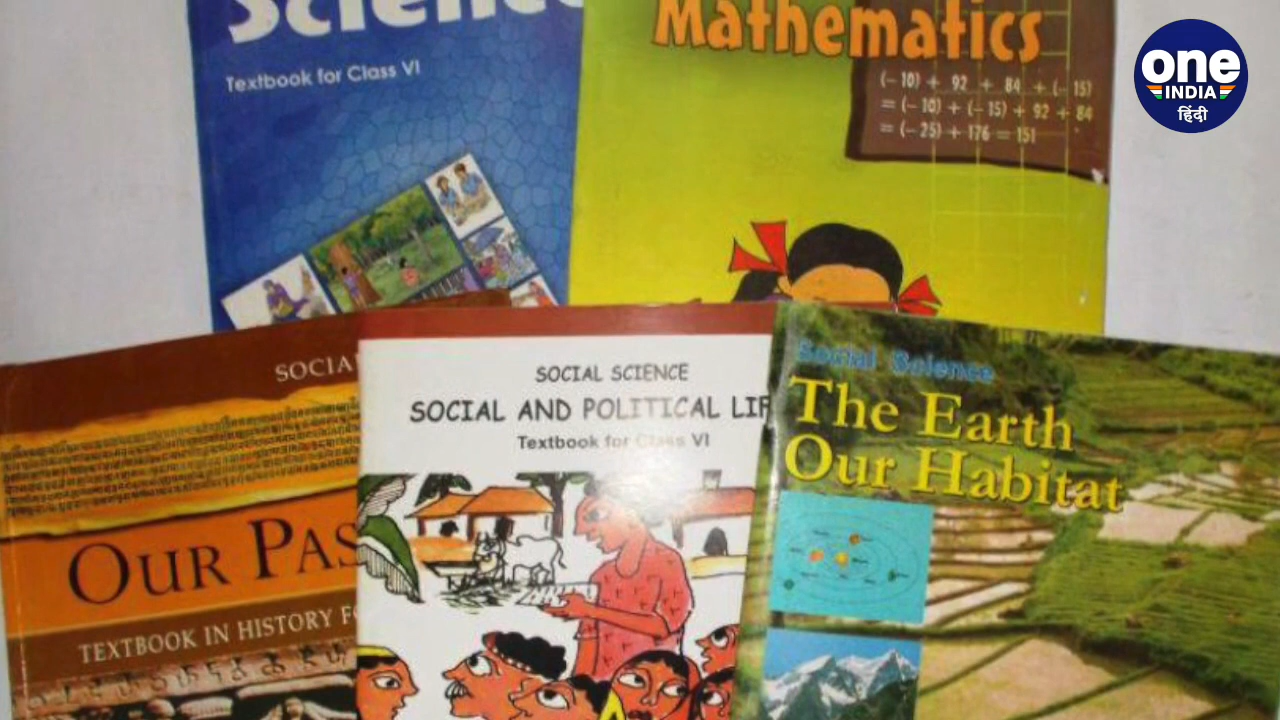 Science
Textbook for Class VI
Mathematics
(- 10) + 92 + 84 + (- 15)
= (- 10) + (- 15) + 92 + 84
= (- 25) + 176 = 151
one
INDIA
हिंदी
SOCIAL
OUR PAS
TEXTBOOK IN HISTORY FO
SOCIAL SCIENCE
SOCIAL AND POLITICAL LIF
Textbook for Class VI
Social Science
The Earth
Our Habitat